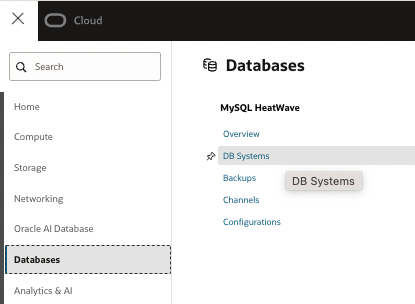 Cloud
Search
Home
Compute
Storage
Networking
Oracle AI Database
Databases
Analytics & AI
Databases
MySQL HeatWave
Overview
DB Systems
Backups
DB Systems
Channels
Configurations